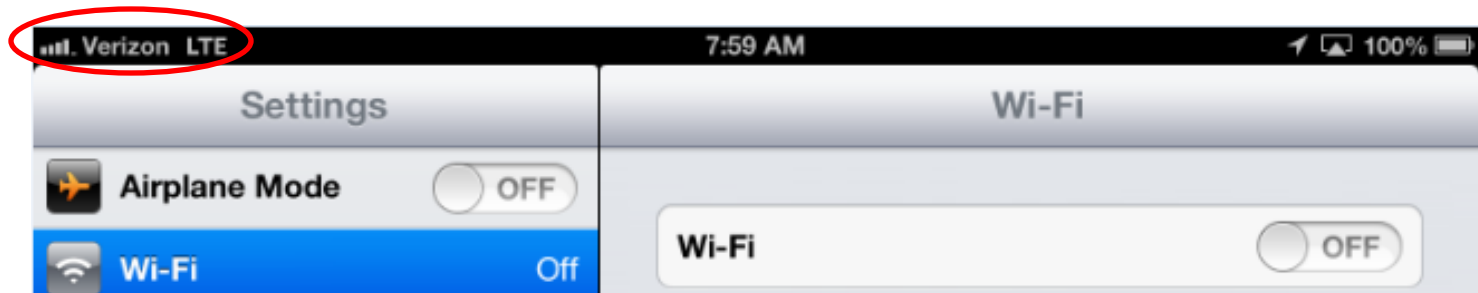 Verizon LTE 7:59 AM 100%
Settings Wi-Fi
Airplane Mode OFF
Wi-Fi Off
Wi-Fi OFF